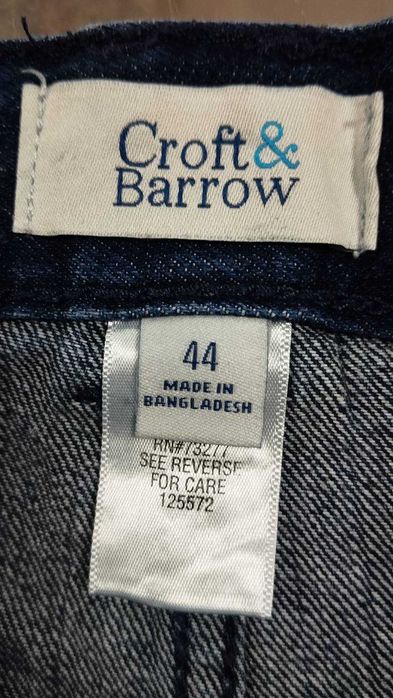 Croft&
Barrow
44
MADE IN
BANGLADESH
RN#73277
SEE REVERSE
FOR CARE
125572